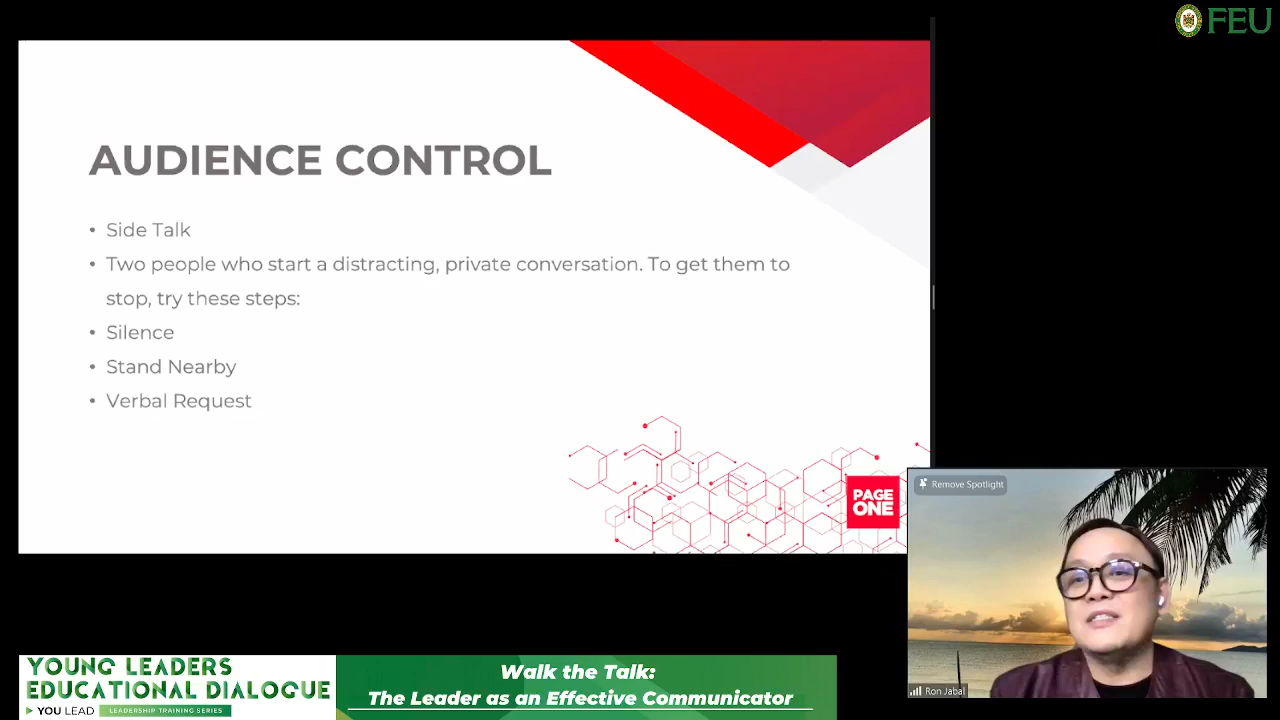 FEU
AUDIENCE CONTROL
• Side Talk
• Two people who start a distracting, private conversation. To get them to
stop, try these steps:
• Silence
• Stand Nearby
• Verbal Request
PAGE
ONE
Remove Spotlight
Ron Jabal
YOUNG LEADERS
EDUCATIONAL DIALOGUE
YOU LEAD LEADERSHIP TRAINING SERIES
Walk the Talk:
The Leader as an Effective Communicator